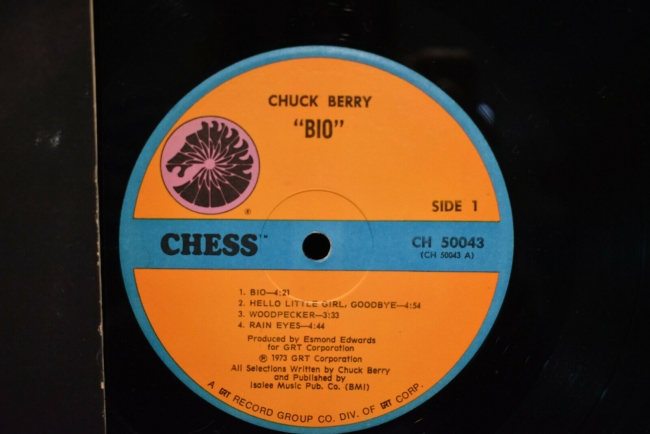 CHUCK BERRY
"BIO"
®
SIDE 1
CHESS™
CH 50043
(CH 50043 A)
1. BIO—4:21
2. HELLO LITTLE GIRL, GOODBYE—4:54
3. WOODPECKER—3:33
4. RAIN EYES—4:44
Produced by Esmond Edwards
for GRT Corporation
℗ 1973 GRT Corporation
All Selections Written by Chuck Berry
and Published by
Isalee Music Pub. Co. (BMI)
A GRT RECORD GROUP CO. DIV. OF GRT CORP.